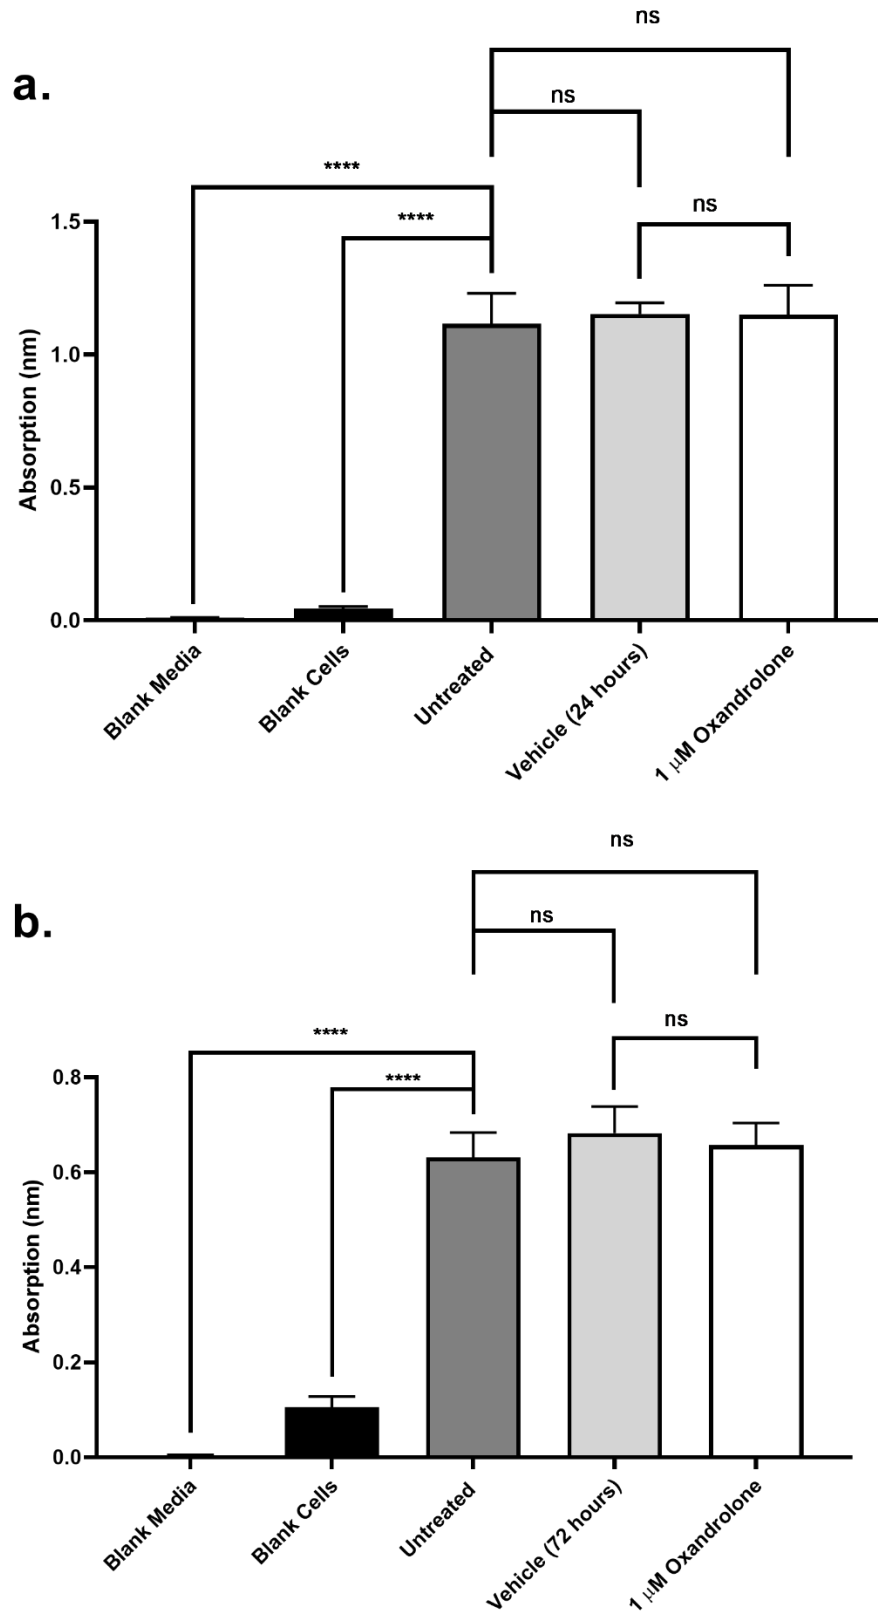 a.
ns
ns
****
ns
****
1.5
1.0
0.5
0.0
Absorption (nm)
Blank Media
Blank Cells
Untreated
Vehicle (24 hours)
1 μM Oxandrolone
b.
ns
ns
ns
****
****
0.8
0.6
0.4
0.2
0.0
Absorption (nm)
Blank Media
Blank Cells
Untreated
Vehicle (72 hours)
1 μM Oxandrolone